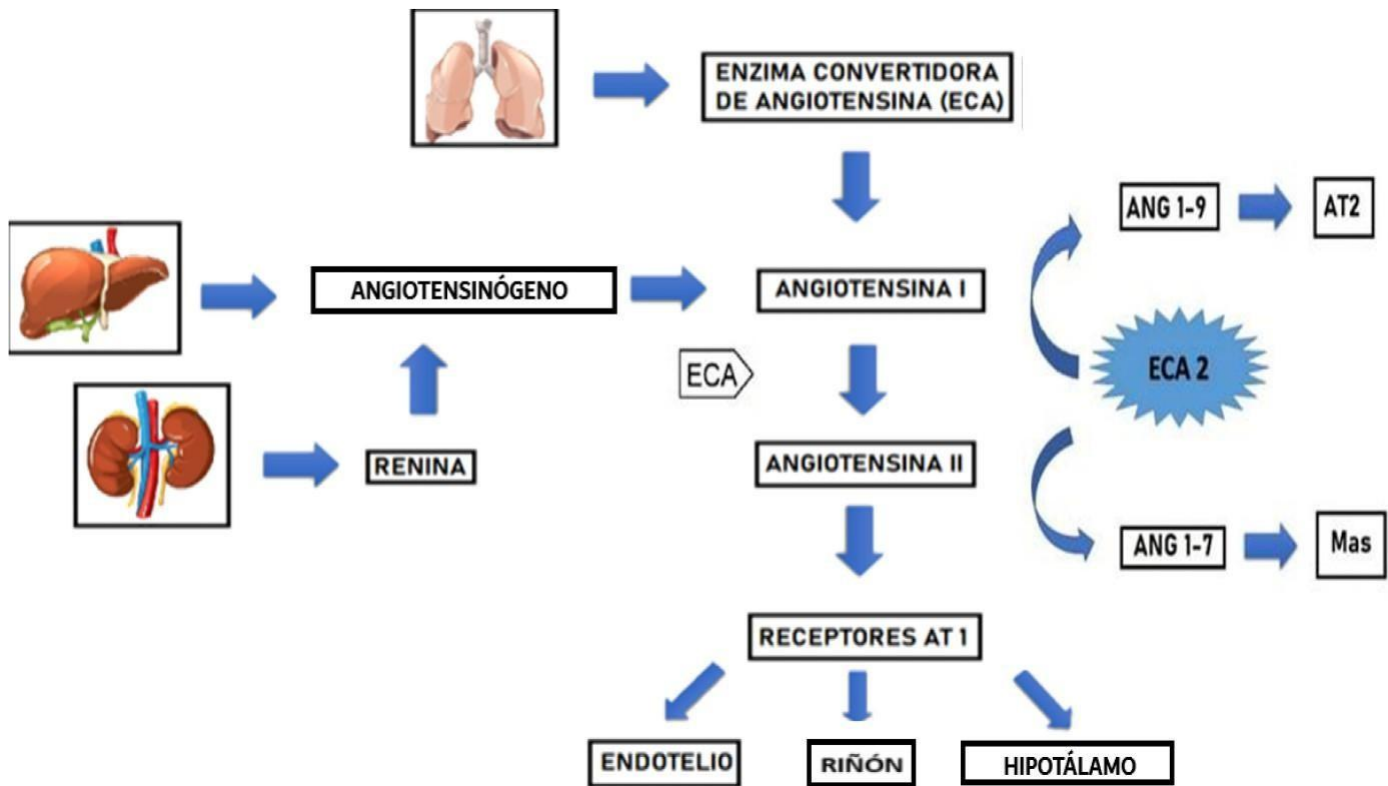 ENZIMA CONVERTIDORA
DE ANGIOTENSINA (ECA)
ANG 1-9
AT2
ANGIOTENSINÓGENO
ANGIOTENSINA I
ECA
ECA 2
RENINA
ANGIOTENSINA II
ANG 1-7
Mas
RECEPTORES AT 1
ENDOTELIO
RIÑÓN
HIPOTÁLAMO